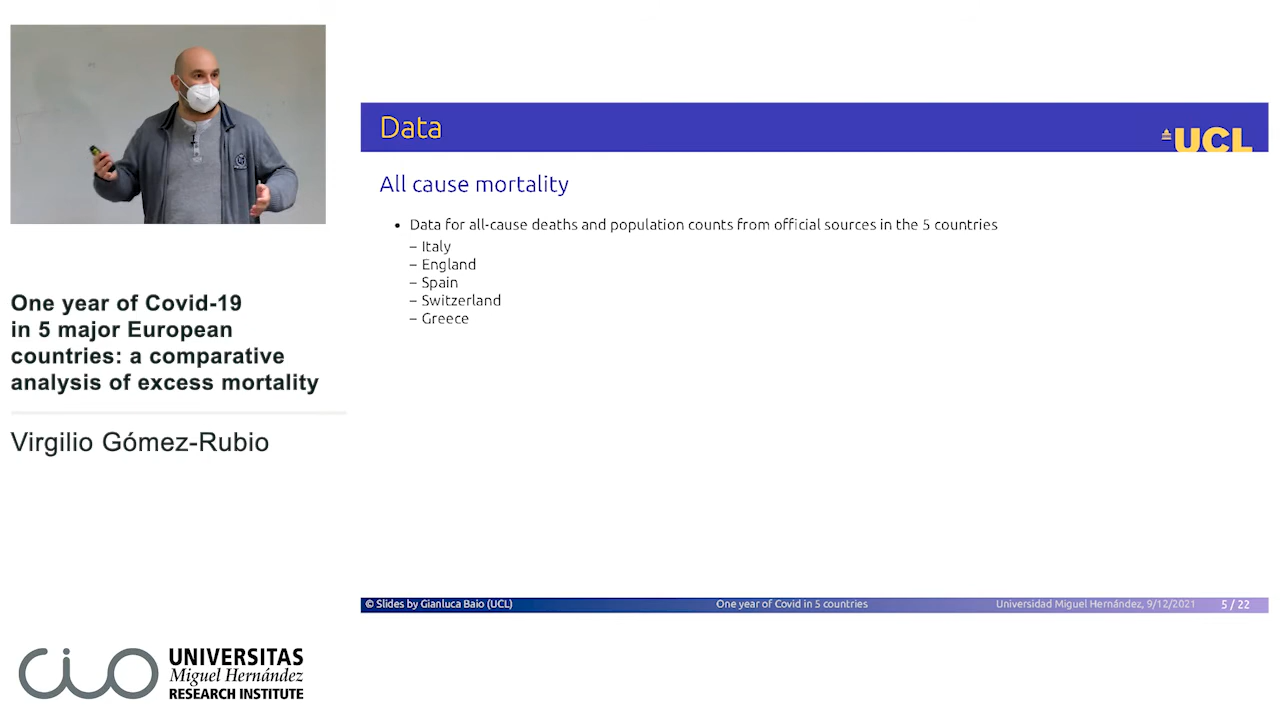 One year of Covid-19
in 5 major European
countries: a comparative
analysis of excess mortality
Virgilio Gómez-Rubio
cio
UNIVERSITAS
Miguel Hernández
RESEARCH INSTITUTE
Data
UCL
All cause mortality
• Data for all-cause deaths and population counts from official sources in the 5 countries
– Italy
– England
– Spain
– Switzerland
– Greece
© Slides by Gianluca Baio (UCL)
One year of Covid in 5 countries
Universidad Miguel Hernández, 9/12/2021
5 / 22